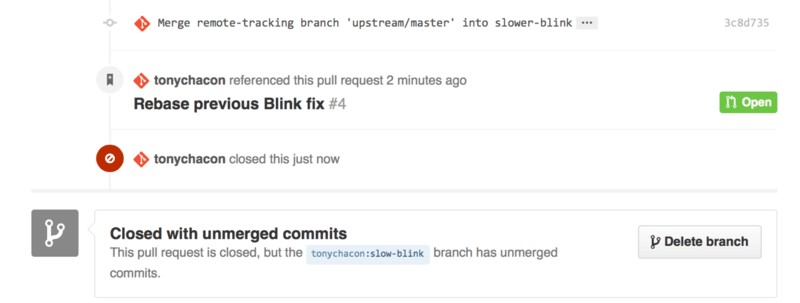 Merge remote-tracking branch 'upstream/master' into slower-blink ... 3c8d735
tonychacon referenced this pull request 2 minutes ago
Rebase previous Blink fix #4 Open
tonychacon closed this just now
Closed with unmerged commits
This pull request is closed, but the tonychacon:slow-blink branch has unmerged
commits.
Delete branch